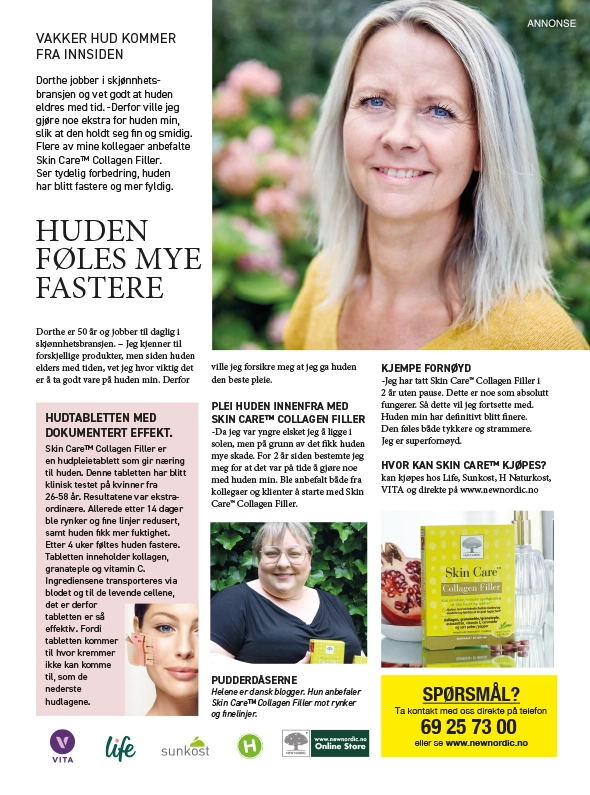 ANNONSE
VAKKER HUD KOMMER
FRA INNSIDEN
Dorthe jobber i skjønnhets-
bransjen og vet godt at huden
eldres med tid. -Derfor ville jeg
gjøre noe ekstra for huden min,
slik at den holdt seg fin og smidig.
Flere av mine kollegaer anbefalte
Skin Care™ Collagen Filler.
Ser tydelig forbedring, huden
har blitt fastere og mer fyldig.
HUDEN
FØLES MYE
FASTERE
Dorthe er 50 år og jobber til daglig i
skjønnhetsbransjen. – Jeg kjenner til
forskjellige produkter, men siden huden
elders med tiden, vet jeg hvor viktig det
er å ta godt vare på huden min. Derfor
ville jeg forsikre meg at jeg ga huden
den beste pleie.
HUDTABLETTEN MED
DOKUMENTERT EFFEKT.
Skin Care™ Collagen Filler er
en hudpleietablett som gir næring
til huden. Denne tabletten har blitt
klinisk testet på kvinner fra
26-58 år. Resultatene var ekstra-
ordinære. Allerede etter 14 dager
ble rynker og fine linjer redusert,
samt huden fikk mer fuktighet.
Etter 4 uker føltes huden fastere.
Tabletten inneholder kollagen,
granateple og vitamin C.
Ingrediensene transporteres via
blodet og til de levende cellene,
det er derfor
tabletten er så
effektiv. Fordi
tabletten kommer
til hvor kremmer
ikke kan komme
til, som de
nederste
hudlagene.
PLEI HUDEN INNENFRA MED
SKIN CARE™ COLLAGEN FILLER
-Da jeg var yngre elsket jeg å ligge i
solen, men på grunn av det fikk huden
mye skade. For 2 år siden bestemte jeg
meg for at det var på tide å gjøre noe
med huden min. Ble anbefalt både fra
kollegaer og klienter å starte med Skin
Care™ Collagen Filler.
PUDDERDÅSERNE
Helene er dansk blogger. Hun anbefaler
Skin Care™ Collagen Filler mot rynker
og finelinjer.
KJEMPE FORNØYD
-Jeg har tatt Skin Care™ Collagen Filler i
2 år uten pause. Dette er noe som absolutt
fungerer. Så dette vil jeg fortsette med.
Huden min har definitivt blitt finere.
Den føles både tykkere og strammere.
Jeg er superfornøyd.
HVOR KAN SKIN CARE™ KJØPES?
kan kjøpes hos Life, Sunkost, H Naturkost,
VITA og direkte på www.newnordic.no
Skin Care™
Collagen Filler
SPØRSMÅL?
Ta kontakt med oss direkte på telefon
69 25 73 00
eller se www.newnordic.no
V
VITA
life
sunkost
H
NEW NORDIC
www.newnordic.no
Online Store